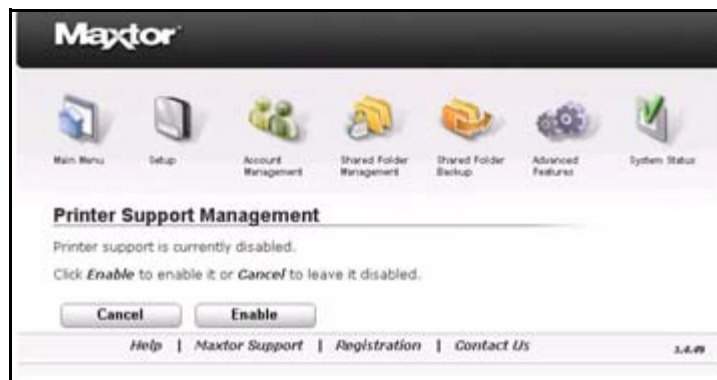 Maxtor
Main Menu
Setup
Account Management
Shared Folder Management
Shared Folder Backup
Advanced Features
System Status
Printer Support Management
Printer support is currently disabled.
Click Enable to enable it or Cancel to leave it disabled.
Cancel Enable
Help | Maxtor Support | Registration | Contact Us